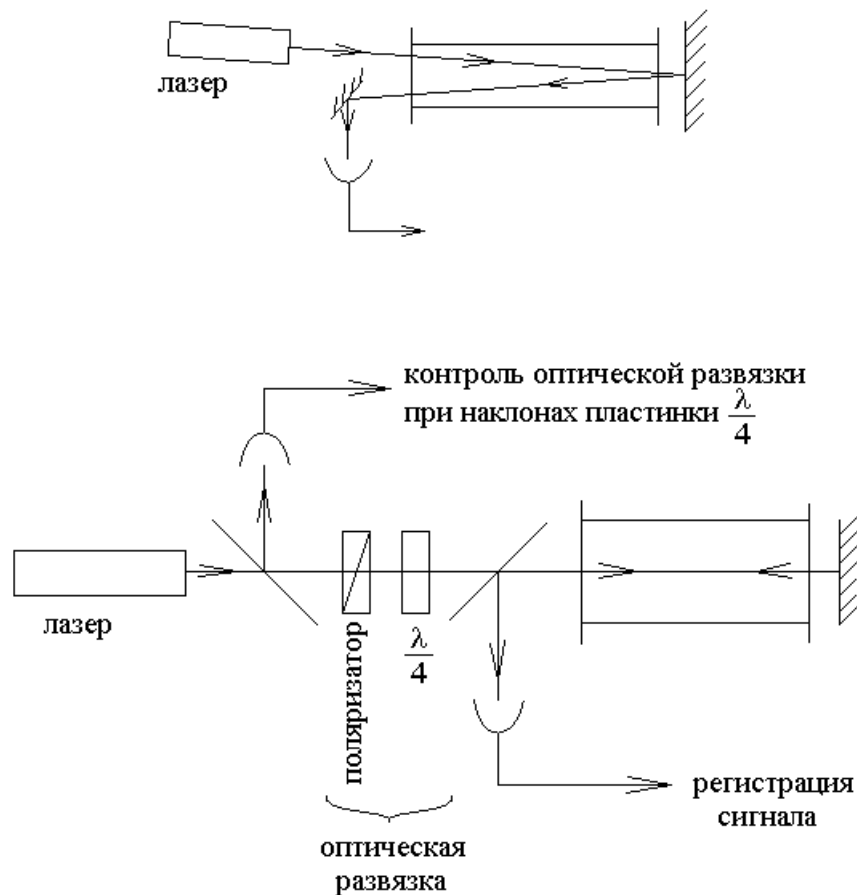 лазер
контроль оптической развязки
при наклонах пластинки λ/4
лазер
поляризатор
λ/4
регистрация
сигнала
оптическая
развязка